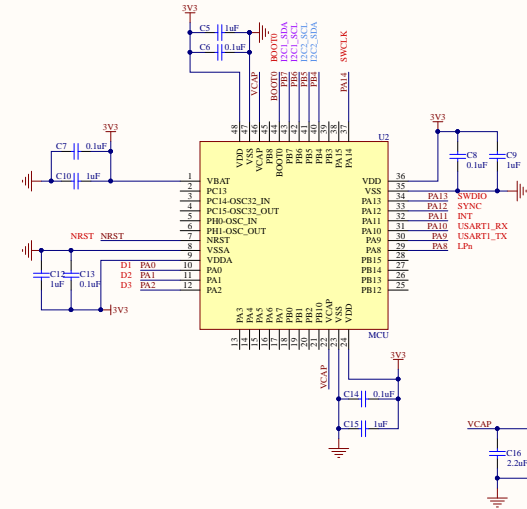 3V3
C5 1uF
C6 0.1uF
VCAP
BOOT0 BOOT0
PB7 I2C1_SDA
PB6 I2C1_SCL
PB5 I2C2_SCL
PB4 I2C2_SDA
PA14 SWCLK
48 47 46 45 44 43 42 41 40 39 38 37
VDD VSS VCAP PB8 BOOT0 PB7 PB6 PB5 PB4 PB3 PA15 PA14
U2
3V3
C7 0.1uF
C10 1uF
3V3
C8 0.1uF
C9 1uF
1 VBAT
2 PC13
3 PC14-OSC32_IN
4 PC15-OSC32_OUT
5 PH0-OSC_IN
6 PH1-OSC_OUT
NRST NRST 7 NRST
8 VSSA
9 VDDA
D1 PA0 10 PA0
D2 PA1 11 PA1
D3 PA2 12 PA2
VDD 36
VSS 35
PA13 34 PA13 SWDIO
PA12 33 PA12 SYNC
PA11 32 PA11 INT
PA10 31 PA10 USART1_RX
PA9 30 PA9 USART1_TX
PA8 29 PA8 LPn
PB15 28
PB14 27
PB13 26
PB12 25
C12 1uF
C13 0.1uF
3V3
PA3 PA4 PA5 PA6 PA7 PB0 PB1 PB2 PB10 VCAP VSS VDD
13 14 15 16 17 18 19 20 21 22 23 24
MCU
VCAP
3V3
C14 0.1uF
C15 1uF
VCAP
C16
2.2uF